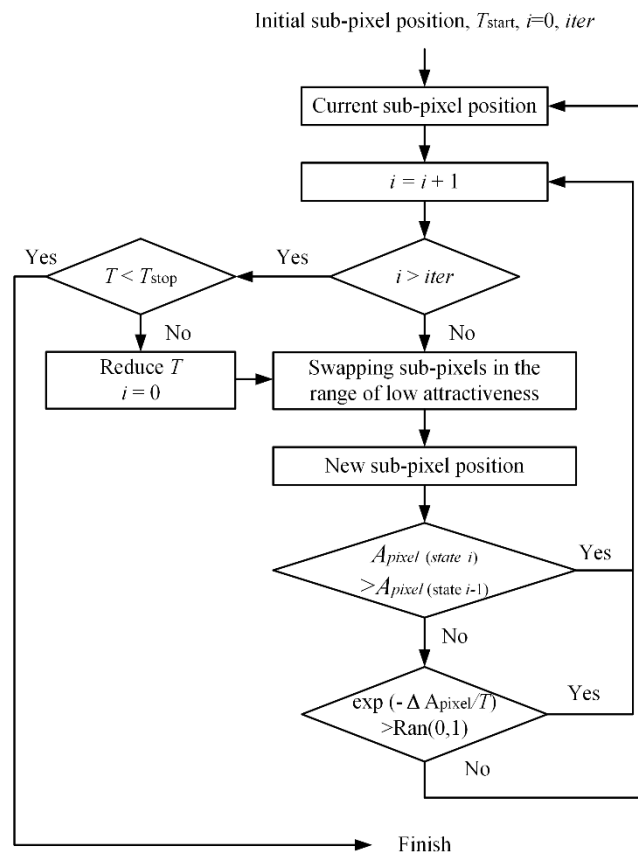 Initial sub-pixel position, Tstart, i=0, iter
Current sub-pixel position
i = i + 1
Yes
T < Tstop
Yes
i > iter
No
No
Reduce T
i = 0
Swapping sub-pixels in the
range of low attractiveness
New sub-pixel position
Apixel (state i)
>Apixel (state i-1)
Yes
No
exp (- Δ Apixel/T)
>Ran(0,1)
Yes
No
Finish